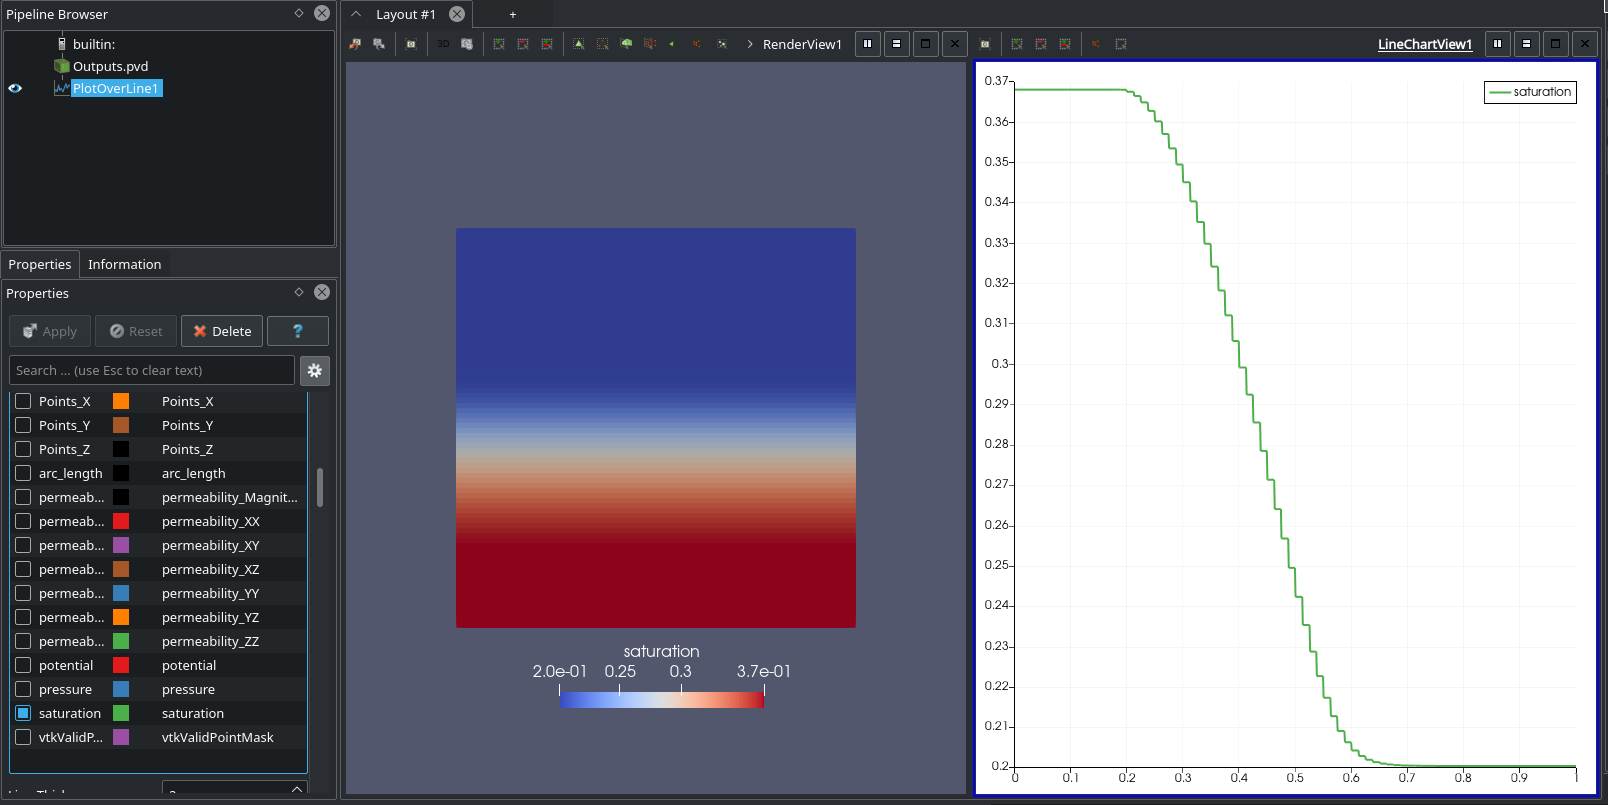 Pipeline Browser
builtin:
Outputs.pvd
PlotOverLine1
Properties Information
Properties
Apply Reset Delete ?
Search ... (use Esc to clear text)
Points_X Points_X
Points_Y Points_Y
Points_Z Points_Z
arc_length arc_length
permeab... permeability_Magnit...
permeab... permeability_XX
permeab... permeability_XY
permeab... permeability_XZ
permeab... permeability_YY
permeab... permeability_YZ
permeab... permeability_ZZ
potential potential
pressure pressure
saturation saturation
vtkValidP... vtkValidPointMask
Layout #1 +
3D RenderView1
saturation
2.0e-01 0.25 0.3 3.7e-01
LineChartView1
saturation
0.37
0.36
0.35
0.34
0.33
0.32
0.31
0.3
0.29
0.28
0.27
0.26
0.25
0.24
0.23
0.22
0.21
0.2
0 0.1 0.2 0.3 0.4 0.5 0.6 0.7 0.8 0.9 1